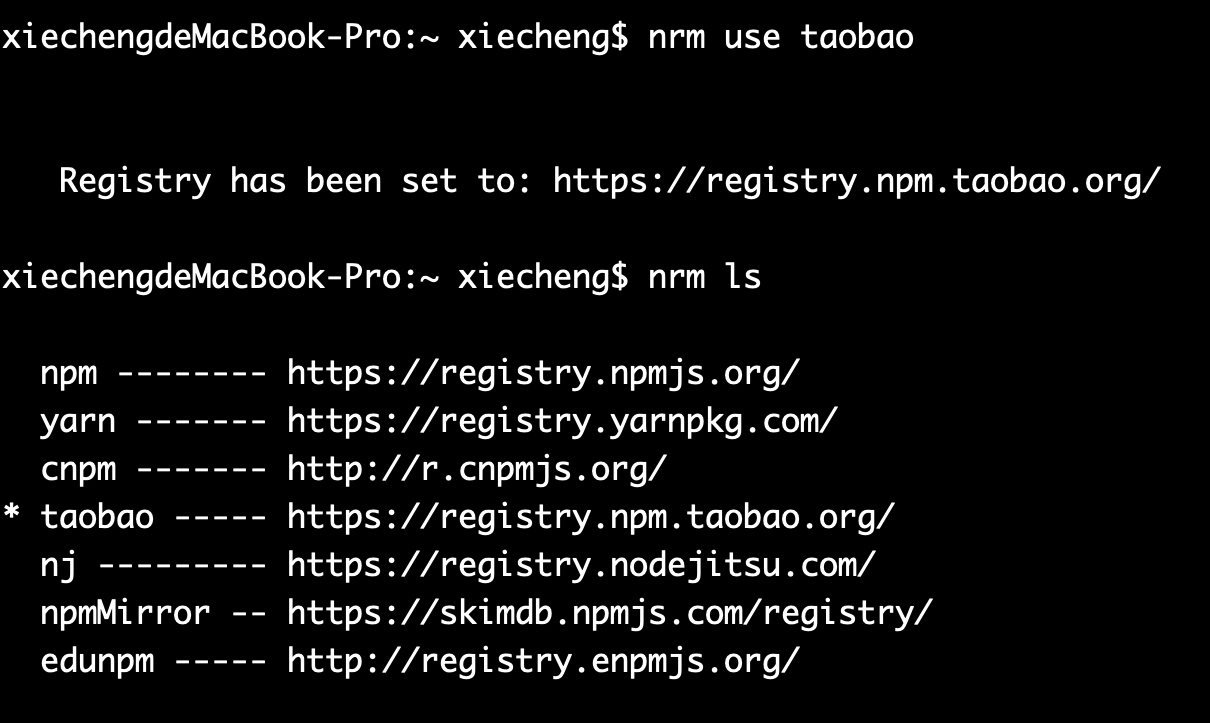 xiechengdeMacBook-Pro:~ xiecheng$ nrm use taobao
Registry has been set to: https://registry.npm.taobao.org/
xiechengdeMacBook-Pro:~ xiecheng$ nrm ls
npm -------- https://registry.npmjs.org/
yarn ------- https://registry.yarnpkg.com/
cnpm ------- http://r.cnpmjs.org/
* taobao ----- https://registry.npm.taobao.org/
nj --------- https://registry.nodejitsu.com/
npmMirror -- https://skimdb.npmjs.com/registry/
edunpm ----- http://registry.enpmjs.org/